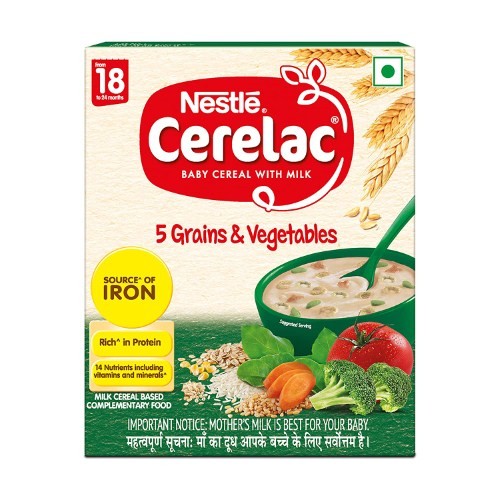 from
18
to 24 months
Nestlé®
Cerelac®
BABY CEREAL WITH MILK
5 Grains & Vegetables
SOURCE^ OF
IRON
Rich^ in Protein
14 Nutrients including
vitamins and minerals^
MILK CEREAL BASED
COMPLEMENTARY FOOD
Suggested Serving
IMPORTANT NOTICE: MOTHER'S MILK IS BEST FOR YOUR BABY.
महत्वपूर्ण सूचना: माँ का दूध आपके बच्चे के लिए सर्वोत्तम है।